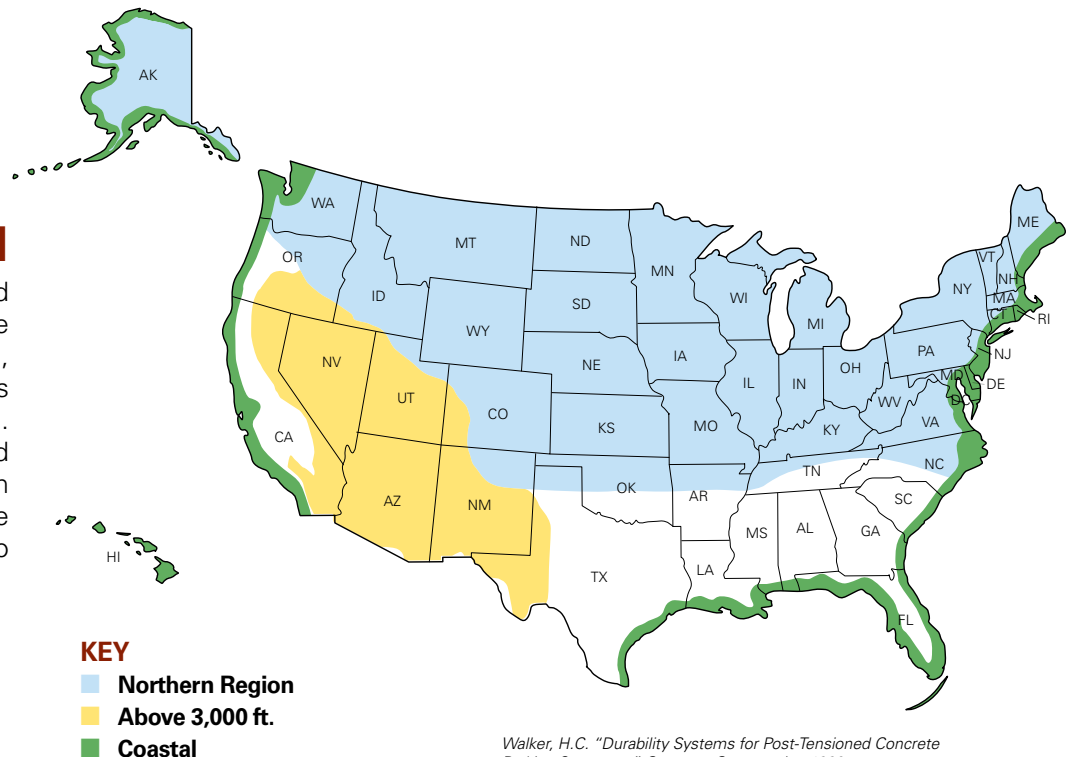 AK
WA
ME
MT
ND
VT
OR
MN
NH
ID
SD
WI
NY
MA
CT
RI
WY
MI
IA
PA
NV
NE
NJ
OH
UT
IL
IN
MD
DE
CO
WV
DC
KS
MO
KY
VA
CA
TN
NC
OK
AZ
NM
AR
SC
MS
AL
GA
HI
TX
LA
FL
d
e
,
s
.
d
n
e
o
KEY
Northern Region
Above 3,000 ft.
Coastal
Walker, H.C. “Durability Systems for Post-Tensioned Concrete